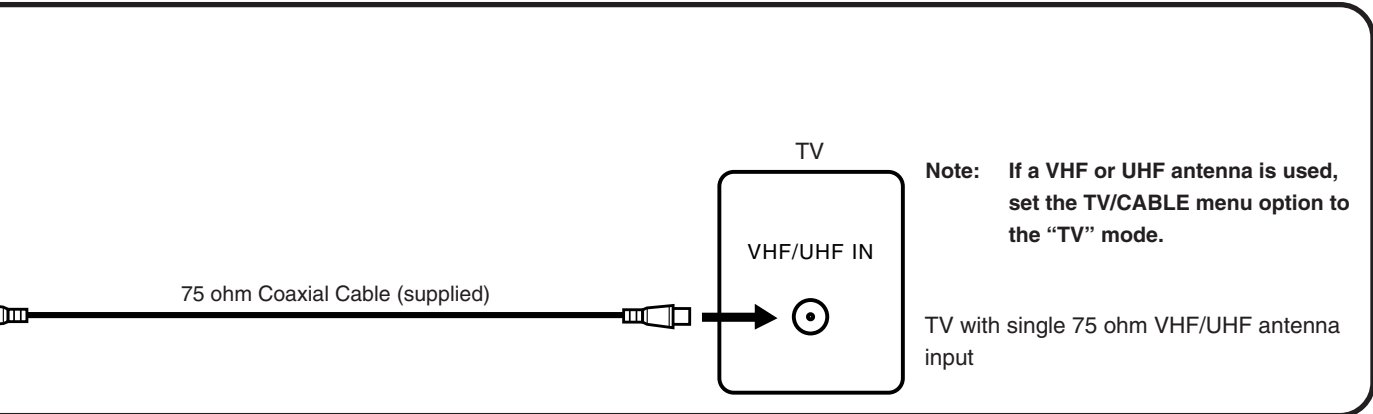 TV
Note: If a VHF or UHF antenna is used,
set the TV/CABLE menu option to
the “TV” mode.
VHF/UHF IN
75 ohm Coaxial Cable (supplied)
TV with single 75 ohm VHF/UHF antenna
input